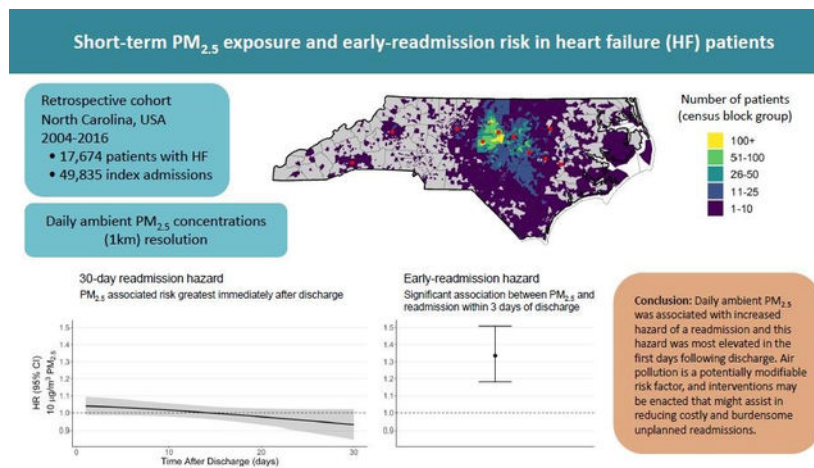 Short-term PM2.5 exposure and early-readmission risk in heart failure (HF) patients
Retrospective cohort
North Carolina, USA
2004-2016
• 17,674 patients with HF
• 49,835 index admissions
Daily ambient PM2.5 concentrations
(1km) resolution
Number of patients
(census block group)
100+
51-100
26-50
11-25
1-10
30-day readmission hazard
PM2.5 associated risk greatest immediately after discharge
HR (95% CI)
10 µg/m³ PM2.5
1.5
1.4
1.3
1.2
1.1
1.0
0.9
0
10
20
30
Time After Discharge (days)
Early-readmission hazard
Significant association between PM2.5 and
readmission within 3 days of discharge
1.5
1.4
1.3
1.2
1.1
1.0
0.9
Conclusion: Daily ambient PM2.5
was associated with increased
hazard of a readmission and this
hazard was most elevated in the
first days following discharge. Air
pollution is a potentially modifiable
risk factor, and interventions may
be enacted that might assist in
reducing costly and burdensome
unplanned readmissions.